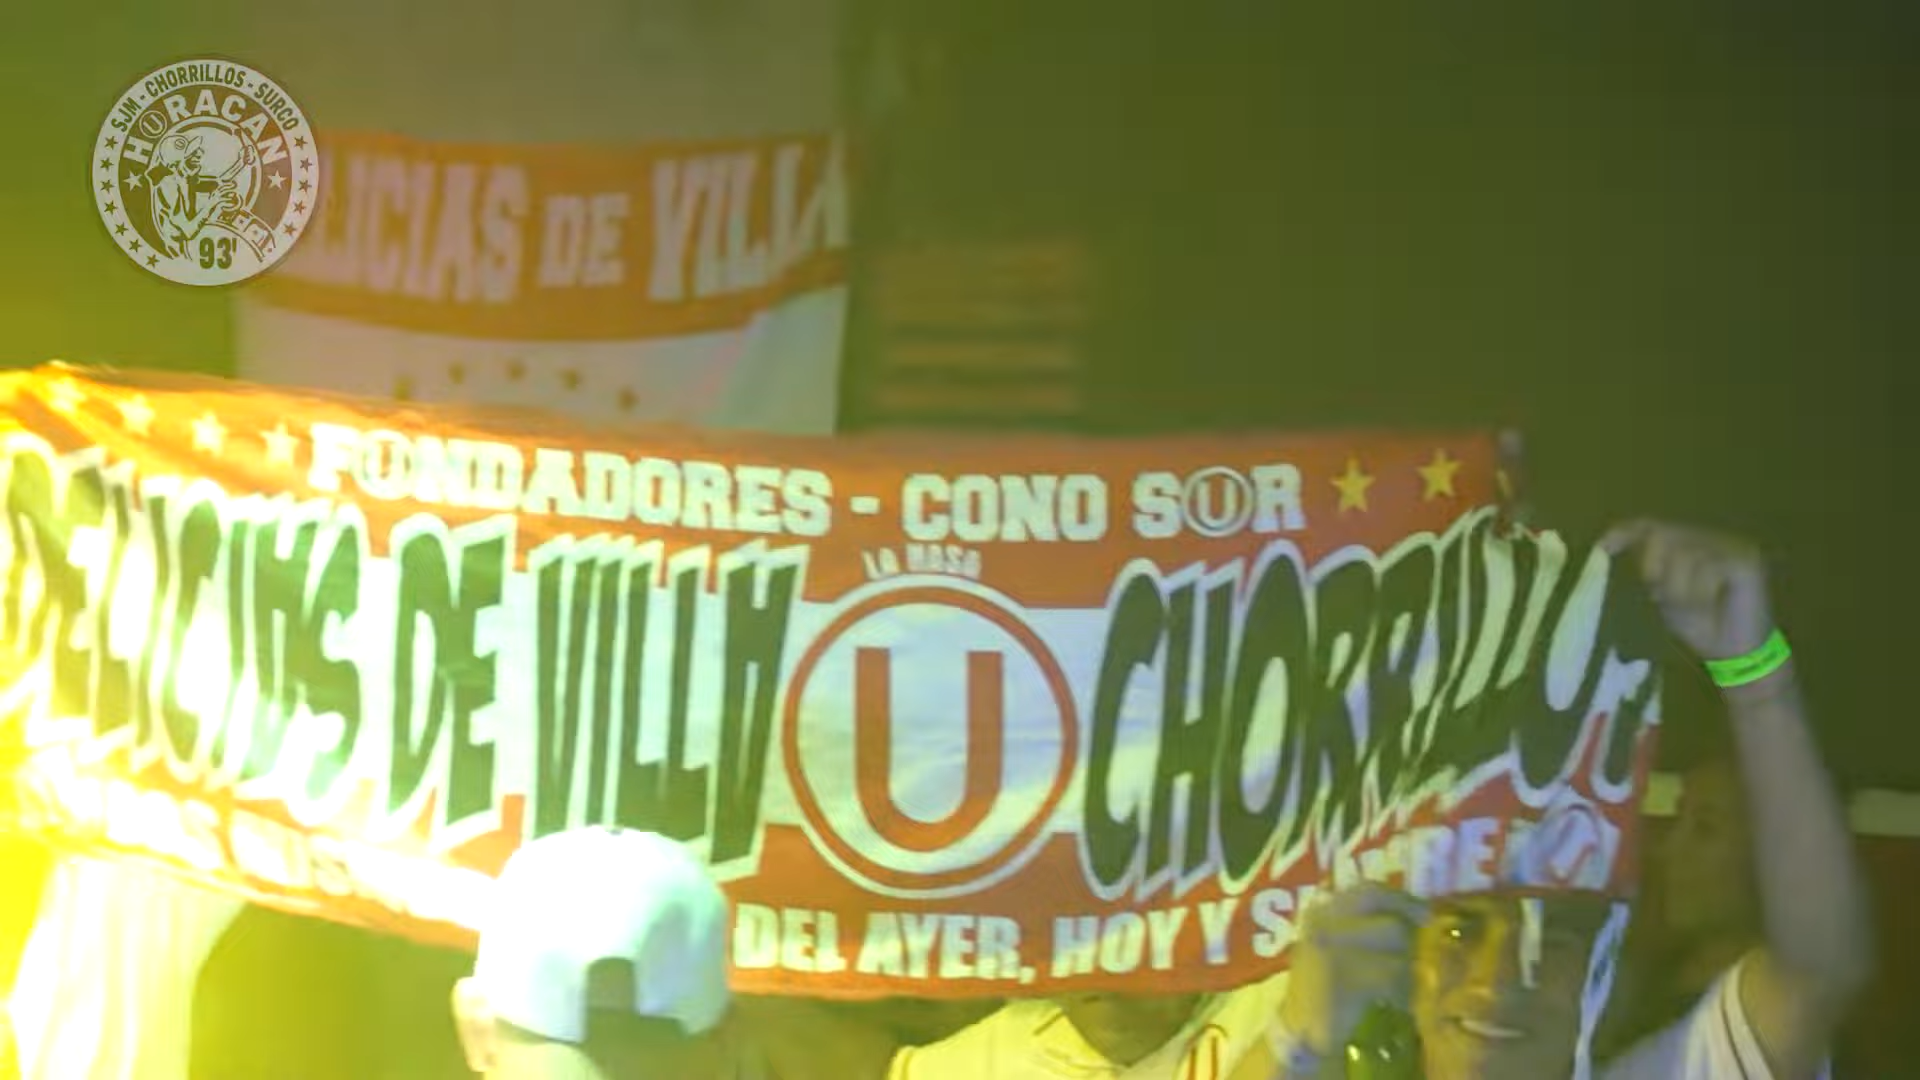 SJM - CHORRILLOS - SURCO
HURACAN
93'
LICIAS DE VILLA
FUNDADORES - CONO SUR
LA MASA
DELICIAS DE VILLA U CHORRILLOS
DEL AYER, HOY Y SIEMPRE